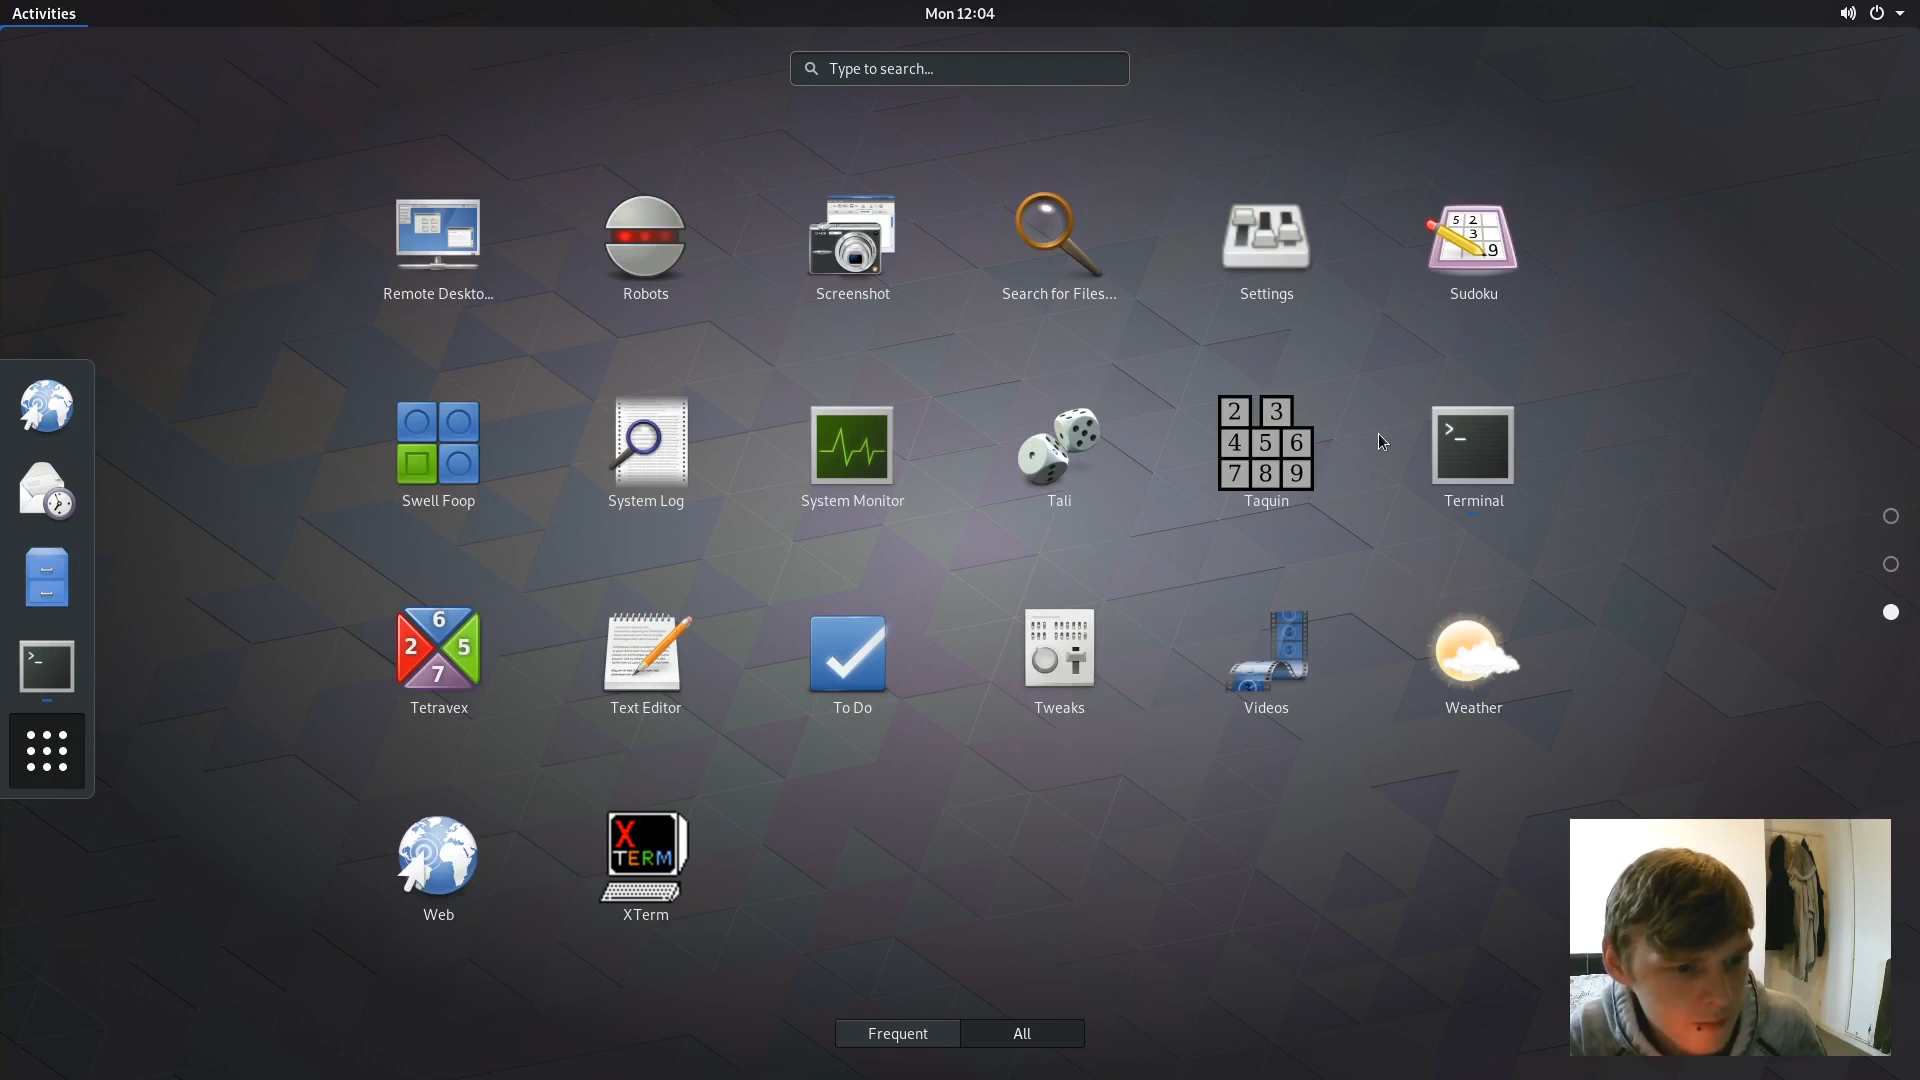 Activities
Mon 12:04
Type to search...
Remote Deskto...
Robots
Screenshot
Search for Files...
Settings
5 2
3
9
Sudoku
Swell Foop
System Log
System Monitor
Tali
2 3
4 5 6
7 8 9
Taquin
>_
Terminal
>_
6
2 5
7
Tetravex
Text Editor
To Do
Tweaks
Videos
Weather
Web
X
TERM
XTerm
Frequent
All